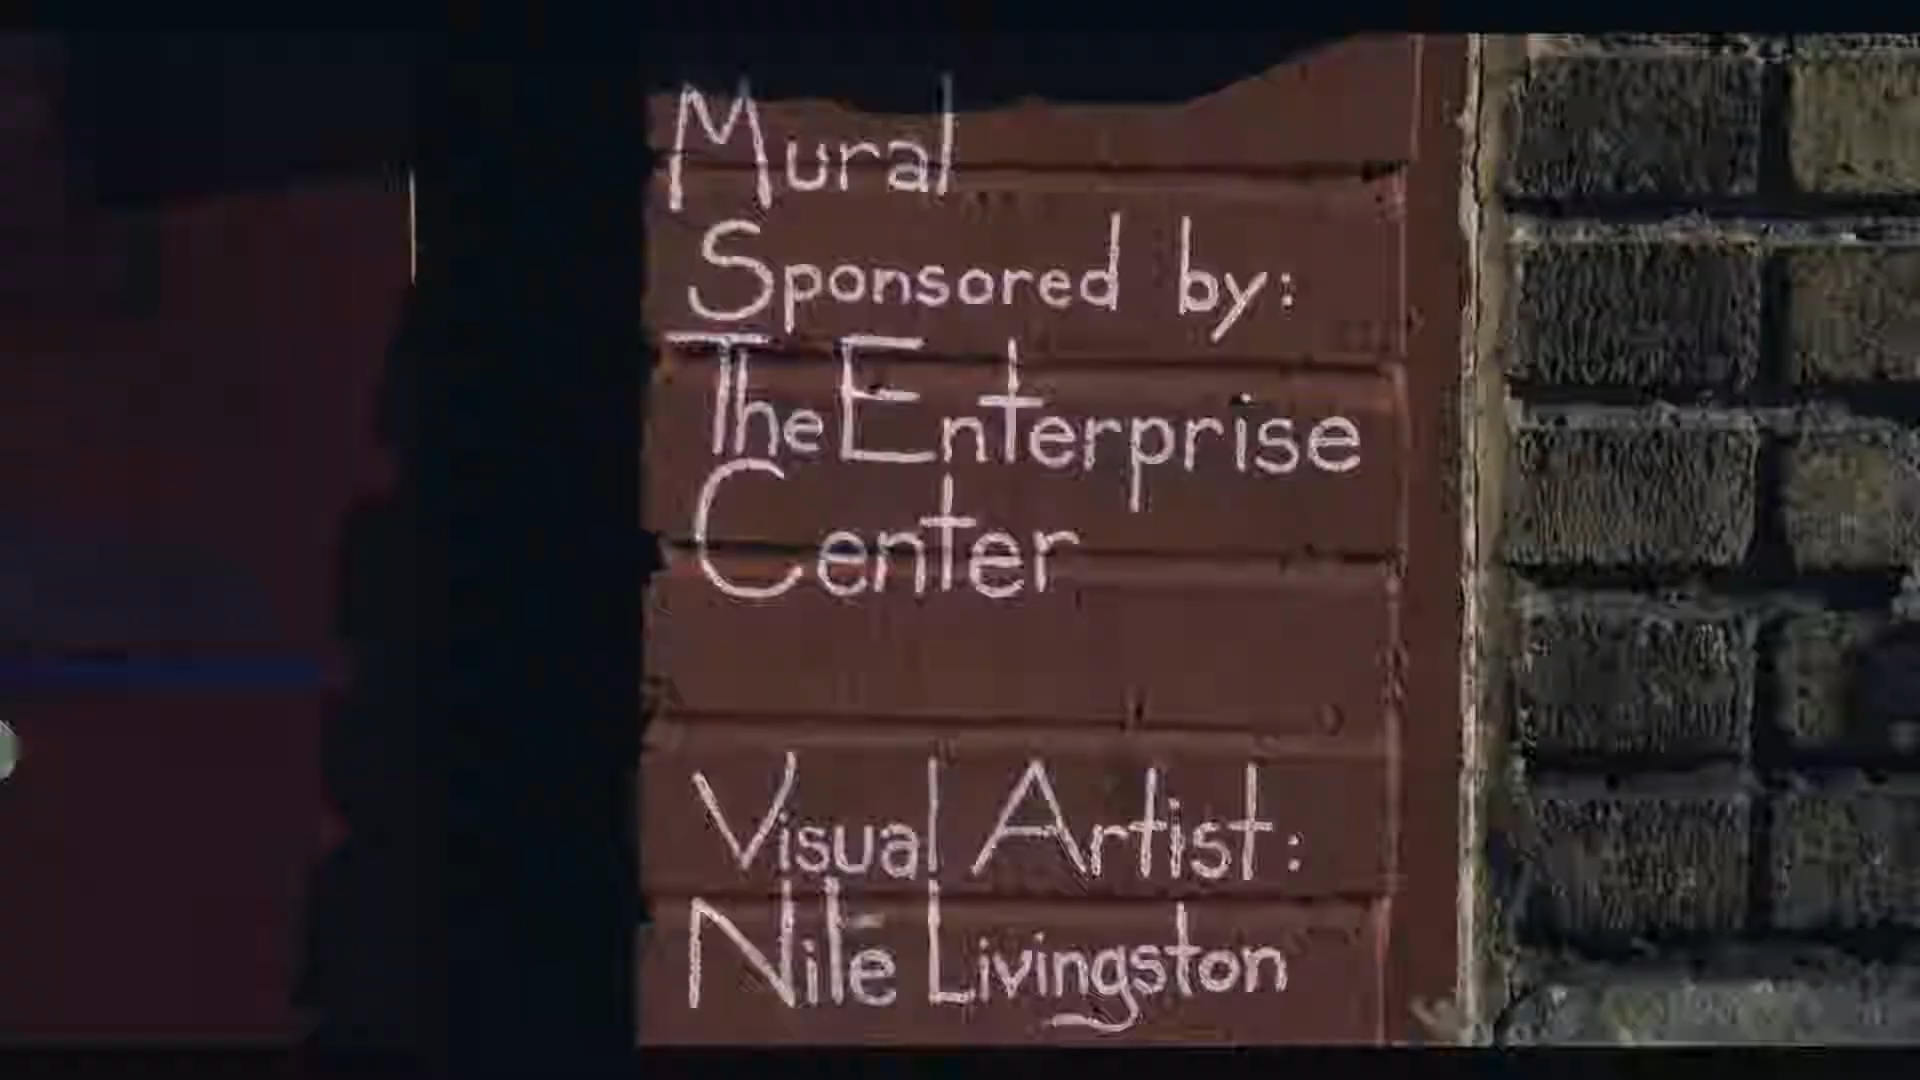 Mural
Sponsored by:
The Enterprise
Center
Visual Artist:
Nile Livingston